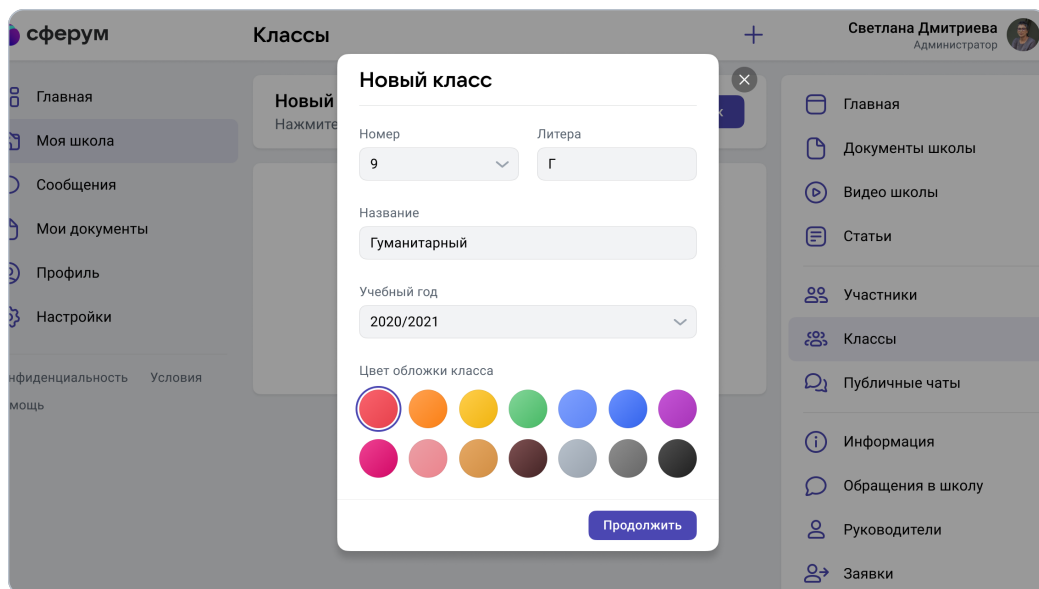 сферум
Классы
Светлана Дмитриева
Администратор
Главная
Моя школа
Сообщения
Мои документы
Профиль
Настройки
Условия
Новый
Нажмите
Новый класс
Номер
Литера
9
Г
Название
Гуманитарный
Учебный год
2020/2021
Цвет обложки класса
Продолжить
Главная
Документы школы
Видео школы
Статьи
Участники
Классы
Публичные чаты
Информация
Обращения в школу
Руководители
Заявки